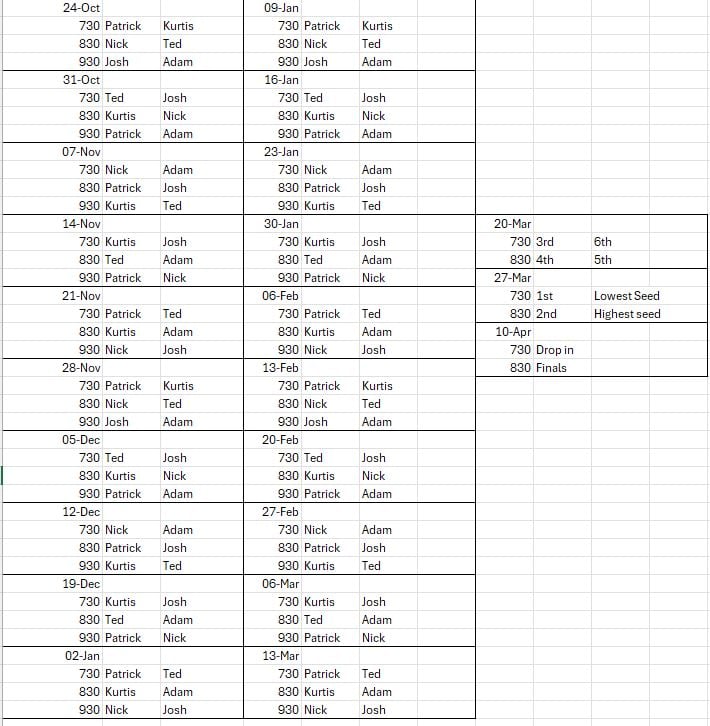 24-Oct
730 Patrick Kurtis
830 Nick Ted
930 Josh Adam
31-Oct
730 Ted Josh
830 Kurtis Nick
930 Patrick Adam
07-Nov
730 Nick Adam
830 Patrick Josh
930 Kurtis Ted
14-Nov
730 Kurtis Josh
830 Ted Adam
930 Patrick Nick
21-Nov
730 Patrick Ted
830 Kurtis Adam
930 Nick Josh
28-Nov
730 Patrick Kurtis
830 Nick Ted
930 Josh Adam
05-Dec
730 Ted Josh
830 Kurtis Nick
930 Patrick Adam
12-Dec
730 Nick Adam
830 Patrick Josh
930 Kurtis Ted
19-Dec
730 Kurtis Josh
830 Ted Adam
930 Patrick Nick
02-Jan
730 Patrick Ted
830 Kurtis Adam
930 Nick Josh
09-Jan
730 Patrick Kurtis
830 Nick Ted
930 Josh Adam
16-Jan
730 Ted Josh
830 Kurtis Nick
930 Patrick Adam
23-Jan
730 Nick Adam
830 Patrick Josh
930 Kurtis Ted
30-Jan
730 Kurtis Josh
830 Ted Adam
930 Patrick Nick
06-Feb
730 Patrick Ted
830 Kurtis Adam
930 Nick Josh
13-Feb
730 Patrick Kurtis
830 Nick Ted
930 Josh Adam
20-Feb
730 Ted Josh
830 Kurtis Nick
930 Patrick Adam
27-Feb
730 Nick Adam
830 Patrick Josh
930 Kurtis Ted
06-Mar
730 Kurtis Josh
830 Ted Adam
930 Patrick Nick
13-Mar
730 Patrick Ted
830 Kurtis Adam
930 Nick Josh
20-Mar
730 3rd 6th
830 4th 5th
27-Mar
730 1st Lowest Seed
830 2nd Highest seed
10-Apr
730 Drop in
830 Finals